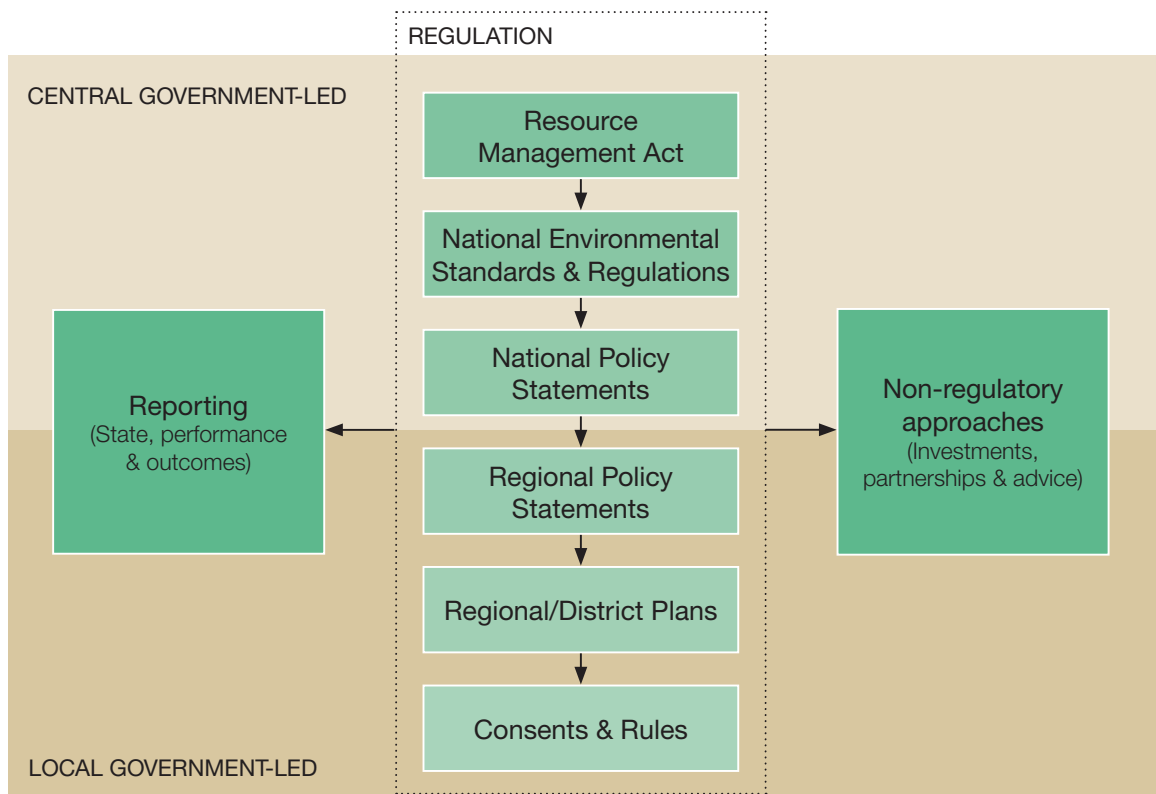 REGULATION
CENTRAL GOVERNMENT-LED
Resource
Management Act
National Environmental
Standards & Regulations
National Policy
Statements
Reporting
(State, performance
& outcomes)
Non-regulatory
approaches
(Investments,
partnerships & advice)
Regional Policy
Statements
Regional/District Plans
Consents & Rules
LOCAL GOVERNMENT-LED